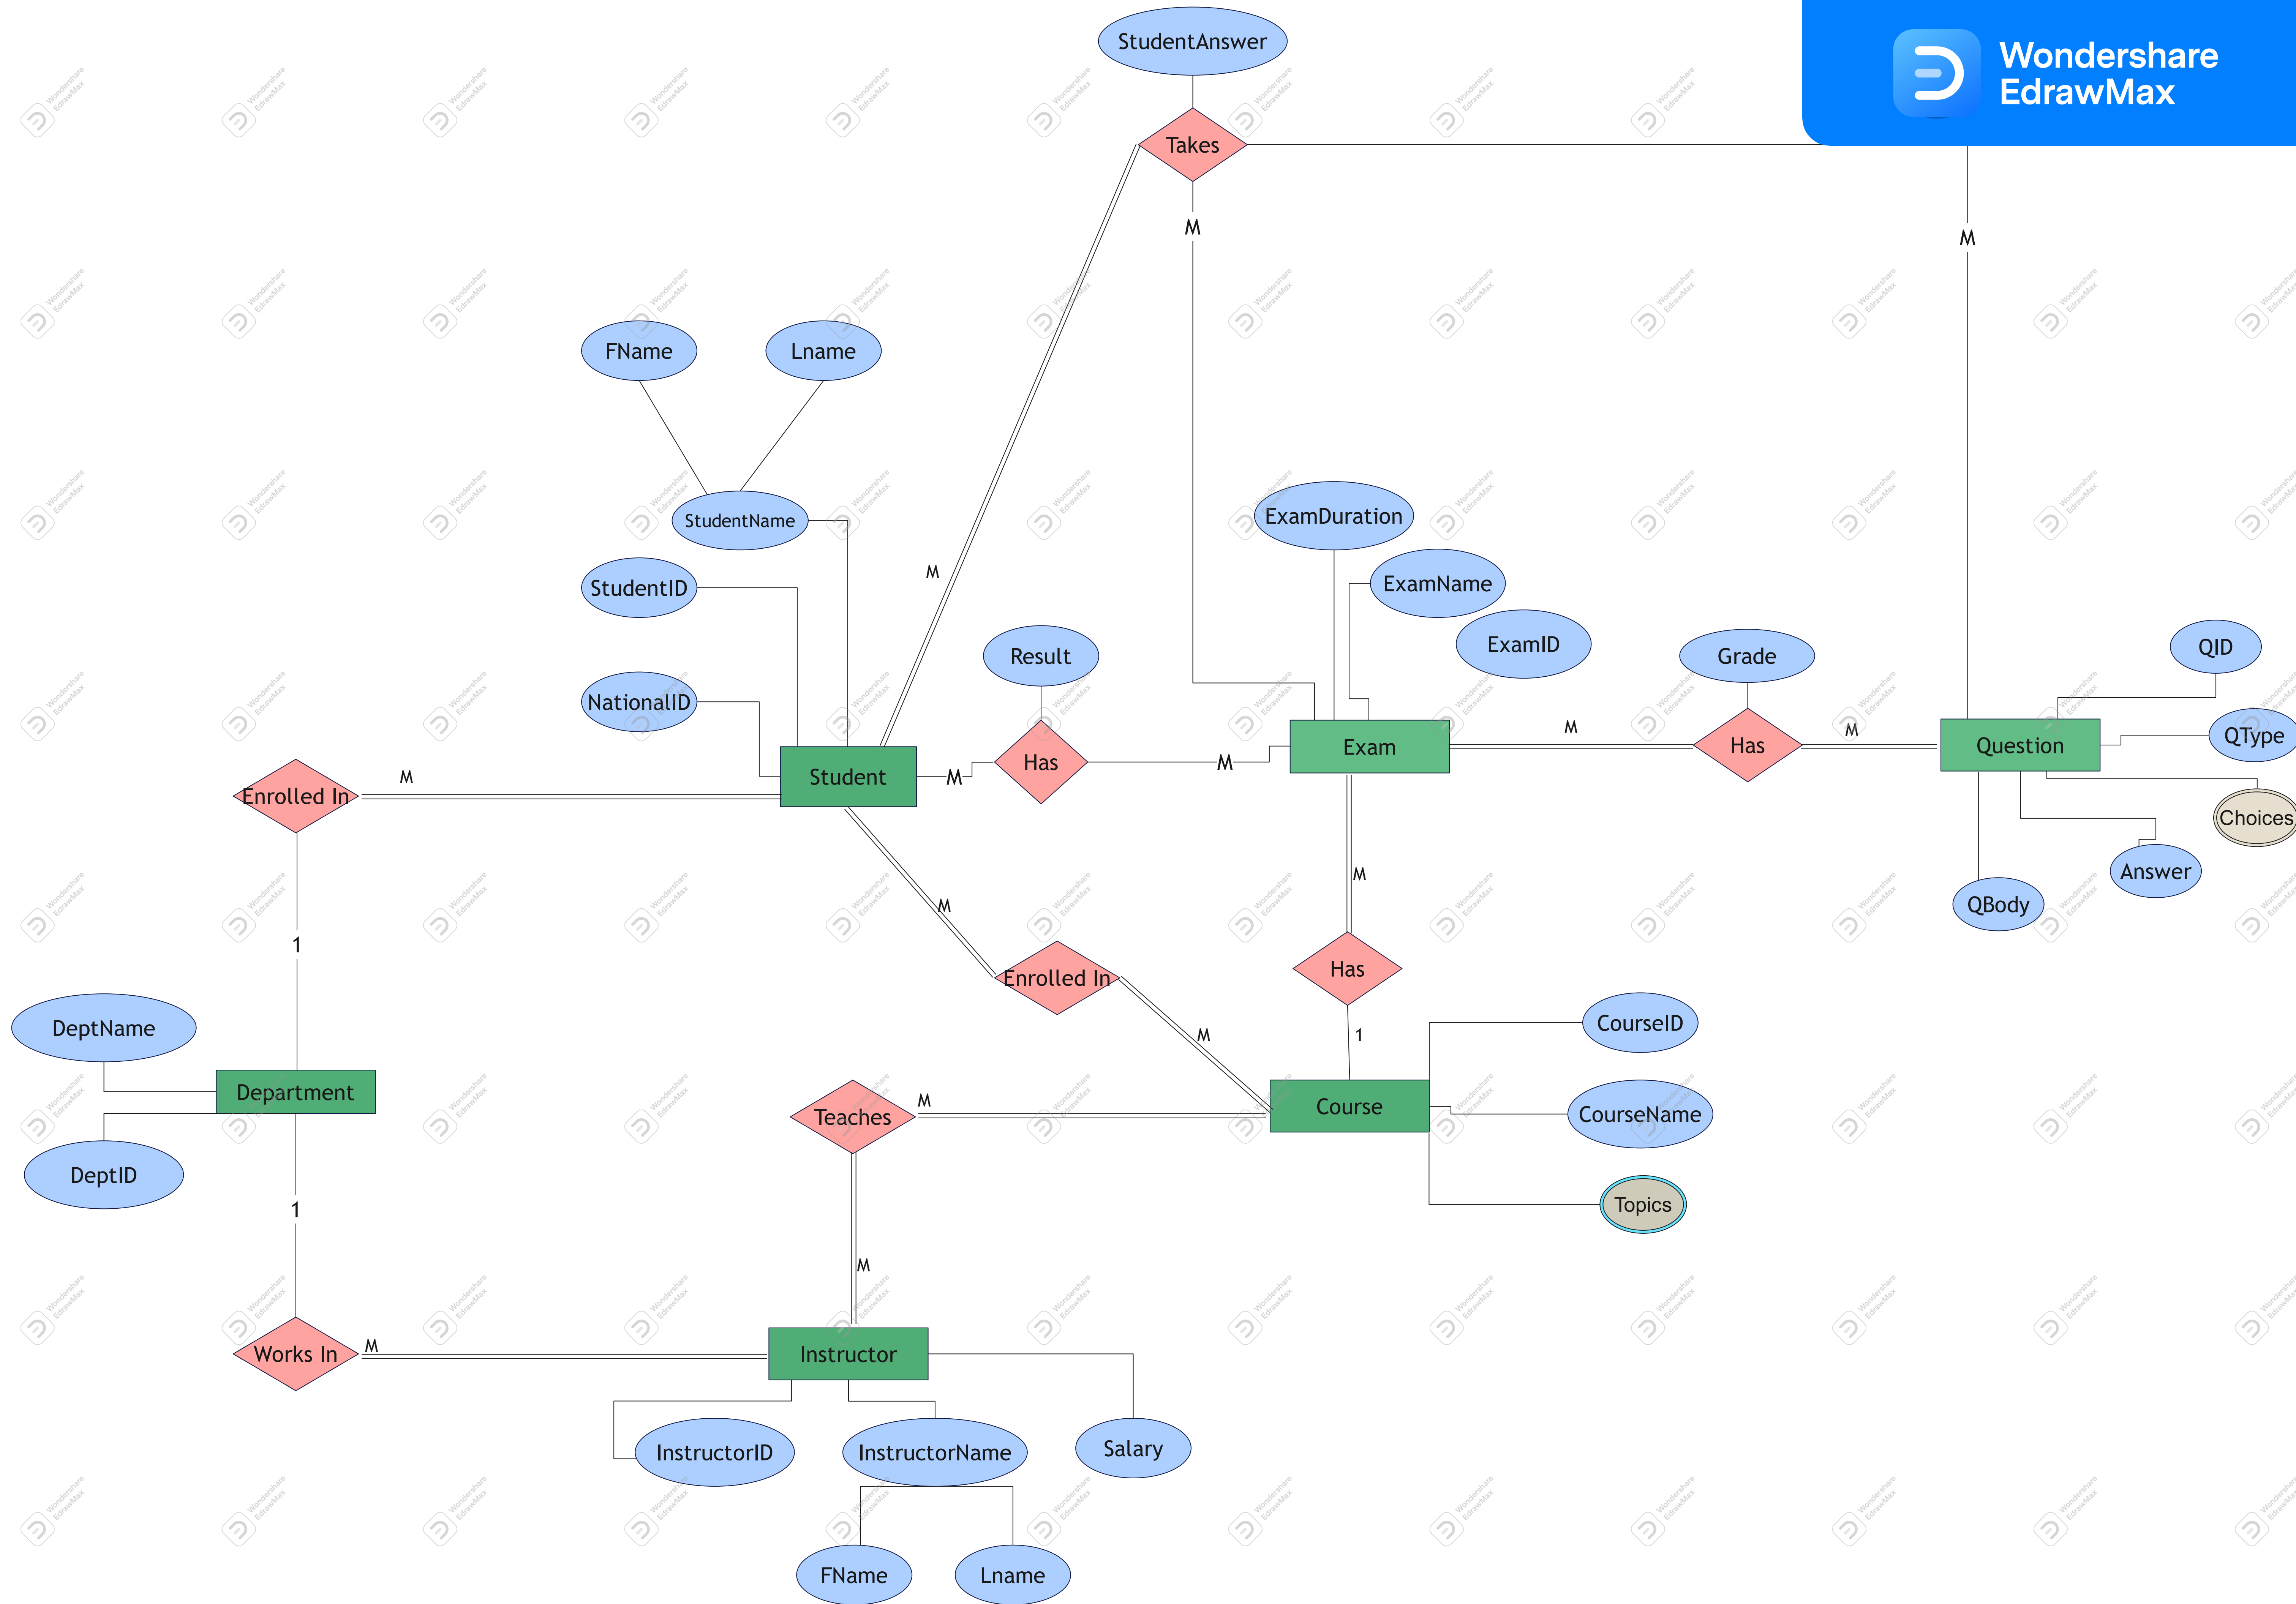 StudentAnswer
Wondershare
EdrawMax
Takes
M
M
FName
Lname
StudentName
ExamDuration
M
ExamName
StudentID
ExamID
Result
Grade
QID
NationalID
M
M
QType
Student
Has
Exam
Has
Question
M
M
M
Enrolled In
Choices
M
Answer
M
QBody
1
Has
Enrolled In
DeptName
CourseID
M
1
Department
Course
M
Teaches
CourseName
DeptID
Topics
1
M
M
Works In
Instructor
InstructorID
InstructorName
Salary
FName
Lname